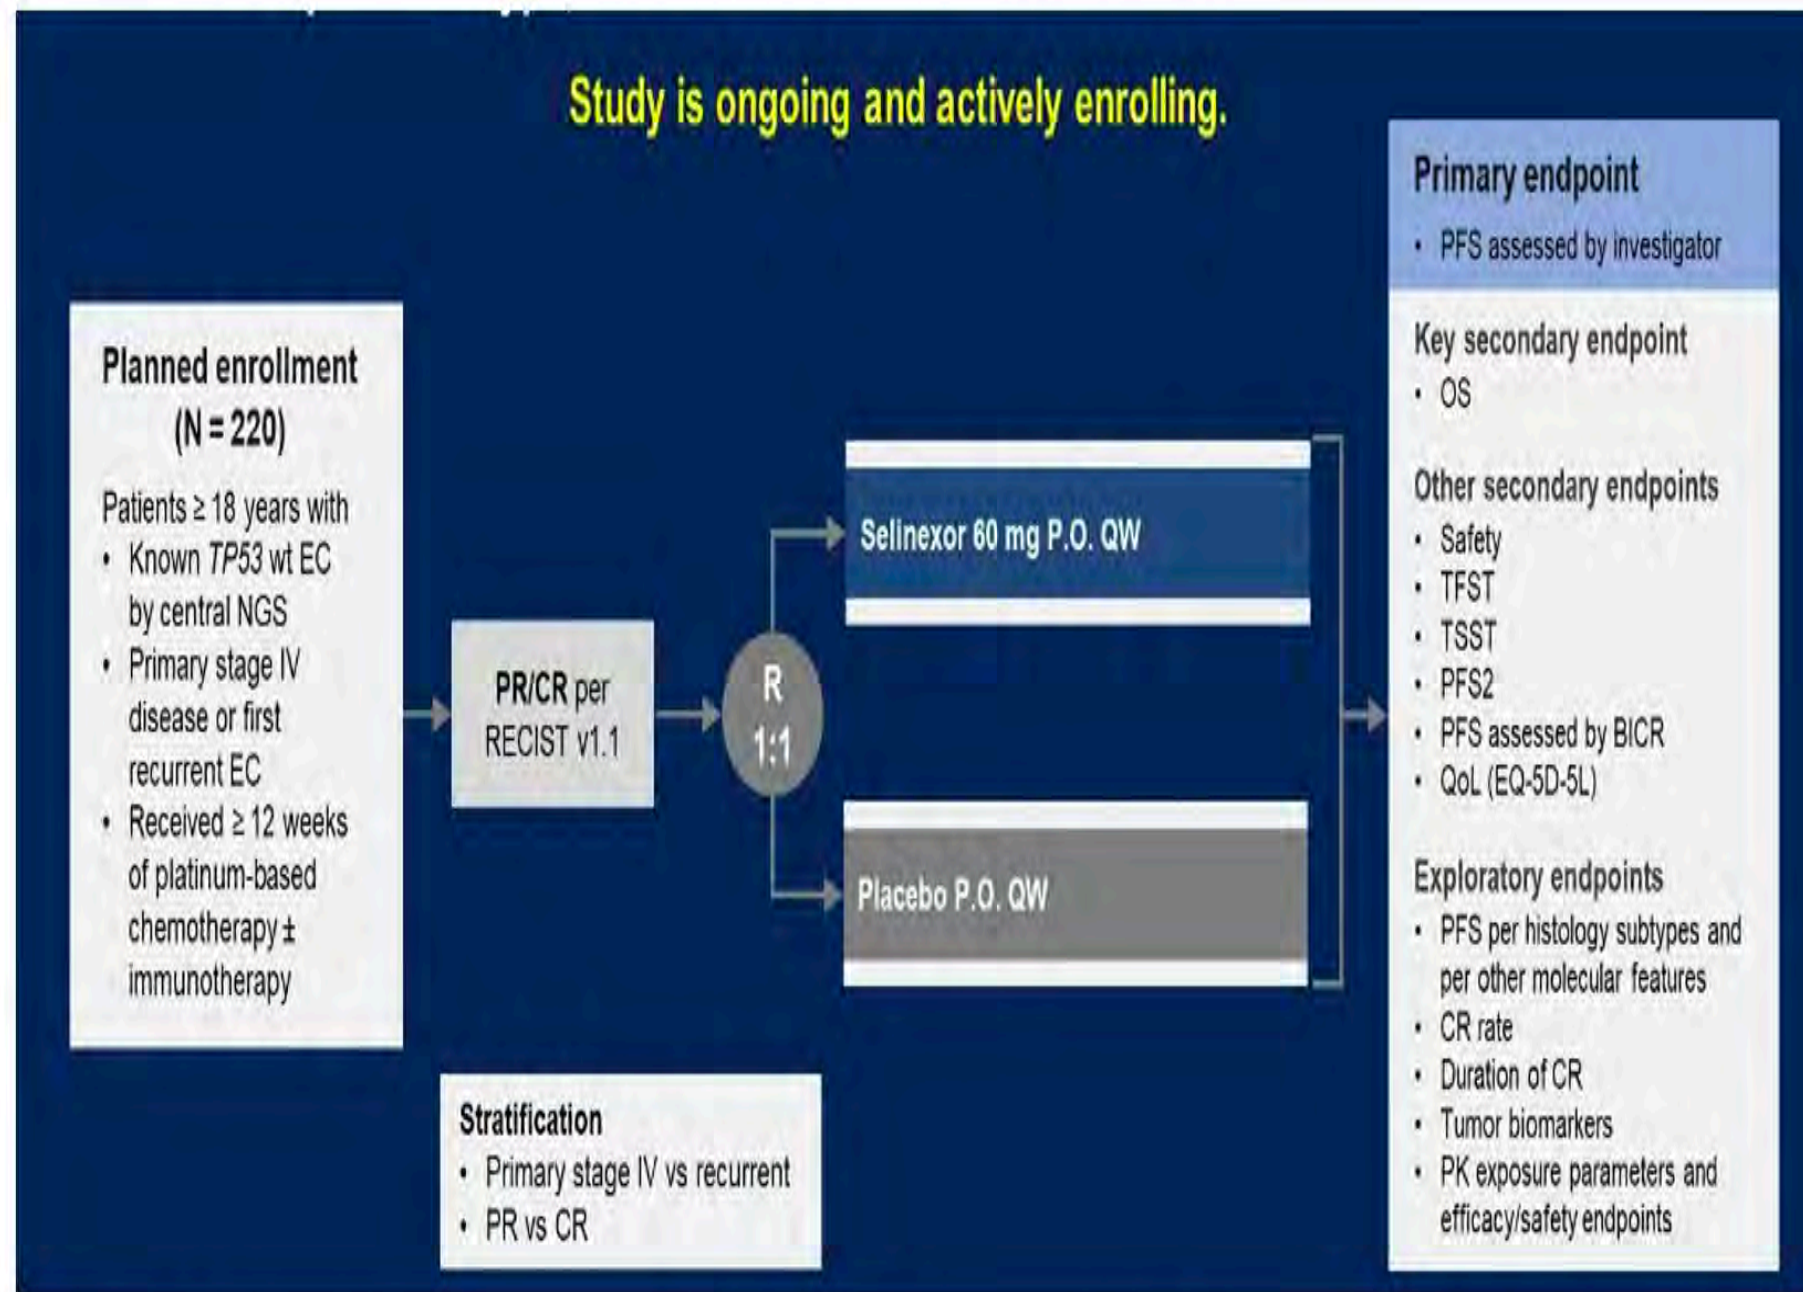 Study is ongoing and actively enrolling.
Planned enrollment
(N = 220)
Patients ≥ 18 years with
• Known TP53 wt EC
by central NGS
• Primary stage IV
disease or first
recurrent EC
• Received ≥ 12 weeks
of platinum-based
chemotherapy ±
immunotherapy
PR/CR per
RECIST v1.1
R
1:1
Selinexor 60 mg P.O. QW
Placebo P.O. QW
Stratification
• Primary stage IV vs recurrent
• PR vs CR
Primary endpoint
• PFS assessed by investigator
Key secondary endpoint
• OS
Other secondary endpoints
• Safety
• TFST
• TSST
• PFS2
• PFS assessed by BICR
• QoL (EQ-5D-5L)
Exploratory endpoints
• PFS per histology subtypes and
per other molecular features
• CR rate
• Duration of CR
• Tumor biomarkers
• PK exposure parameters and
efficacy/safety endpoints